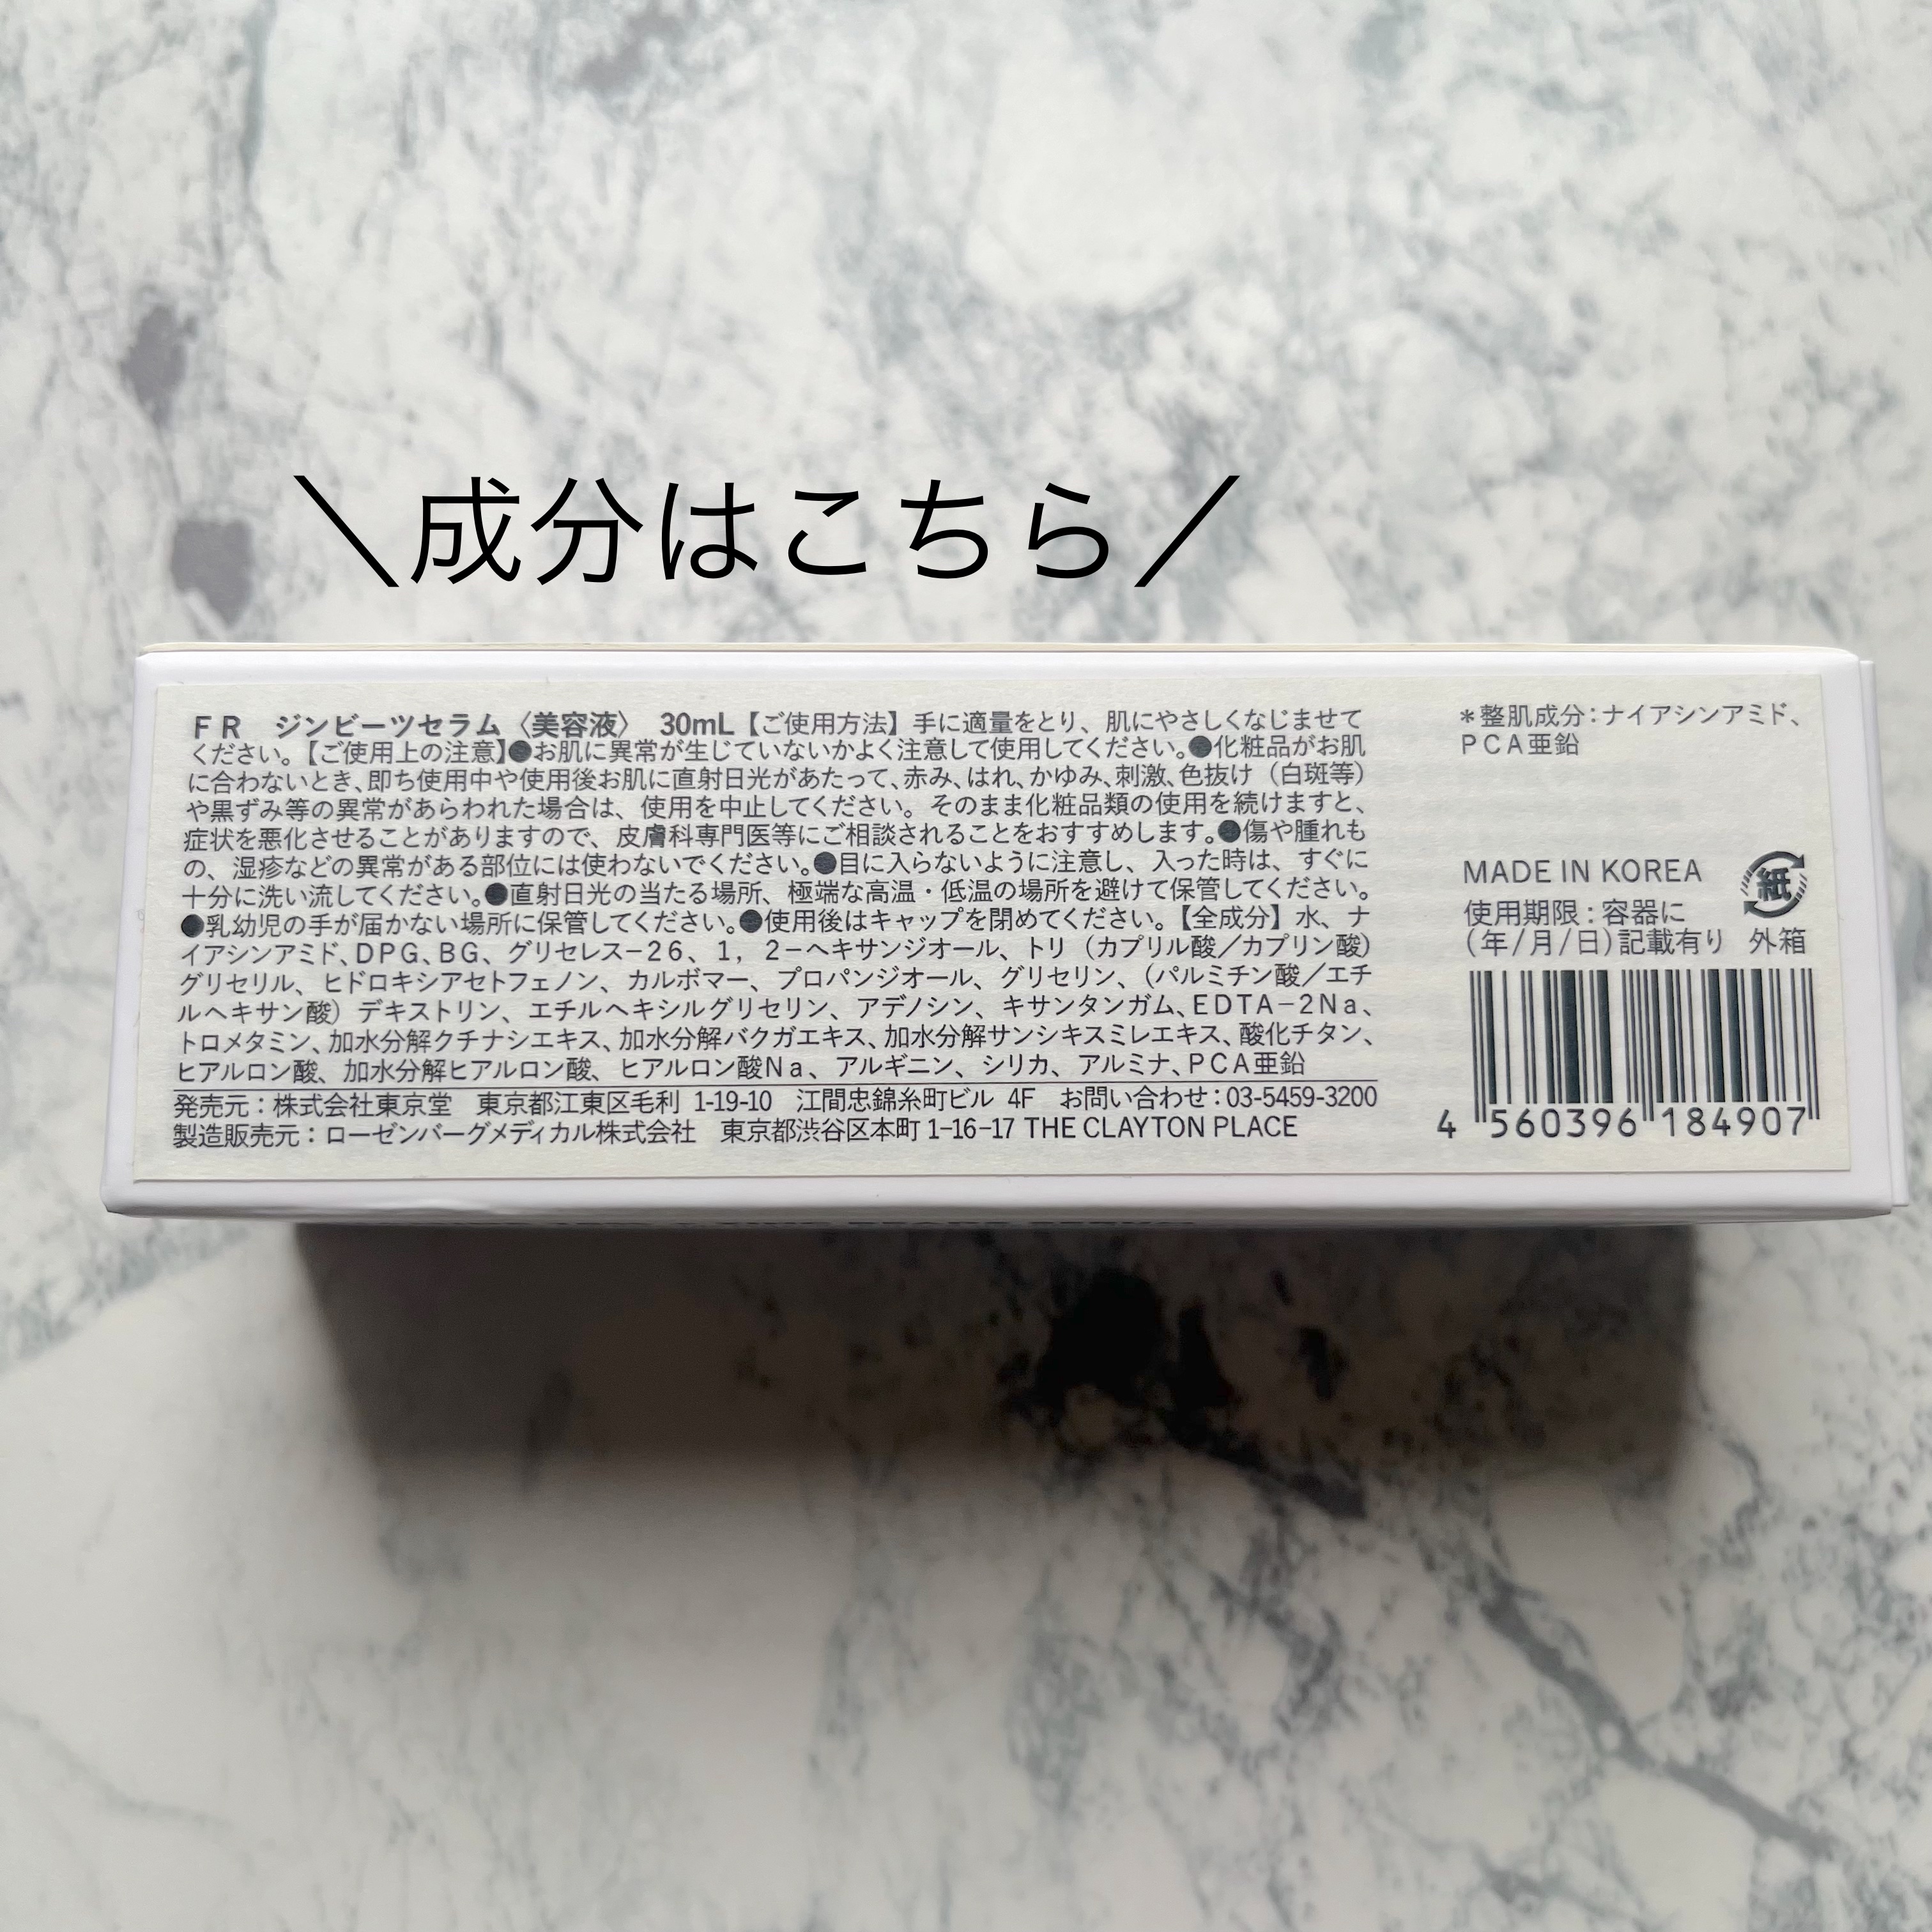 ＼成分はこちら／
ＦＲ　ジンビーツセラム〈美容液〉　30mL【ご使用方法】手に適量をとり、肌にやさしくなじませて
ください。【ご使用上の注意】●お肌に異常が生じていないかよく注意して使用してください。●化粧品がお肌
に合わないとき、即ち使用中や使用後お肌に直射日光があたって、赤み、はれ、かゆみ、刺激、色抜け（白斑等）
や黒ずみ等の異常があらわれた場合は、使用を中止してください。そのまま化粧品類の使用を続けますと、
症状を悪化させることがありますので、皮膚科専門医等にご相談されることをおすすめします。●傷や腫れも
の、湿疹などの異常がある部位には使わないでください。●目に入らないように注意し、入った時は、すぐに
十分に洗い流してください。●直射日光の当たる場所、極端な高温・低温の場所を避けて保管してください。
●乳幼児の手が届かない場所に保管してください。●使用後はキャップを閉めてください。【全成分】水、ナ
イアシンアミド、DPG、BG、グリセレス−26、1，2−ヘキサンジオール、トリ（カプリル酸／カプリン酸）
グリセリル、ヒドロキシアセトフェノン、カルボマー、プロパンジオール、グリセリン、（パルミチン酸／エチ
ルヘキサン酸）デキストリン、エチルヘキシルグリセリン、アデノシン、キサンタンガム、EDTA−2Na、
トロメタミン、加水分解クチナシエキス、加水分解バクガエキス、加水分解サンシキスミレエキス、酸化チタン、
ヒアルロン酸、加水分解ヒアルロン酸、ヒアルロン酸Na、アルギニン、シリカ、アルミナ、PCA亜鉛
発売元：株式会社東京堂　東京都江東区毛利 1-19-10　江間忠錦糸町ビル 4F　お問い合わせ：03-5459-3200
製造販売元：ローゼンバーグメディカル株式会社　東京都渋谷区本町 1-16-17 THE CLAYTON PLACE
＊整肌成分：ナイアシンアミド、
PCA亜鉛
MADE IN KOREA
紙
使用期限：容器に
（年/月/日）記載有り　外箱
4 560396 184907